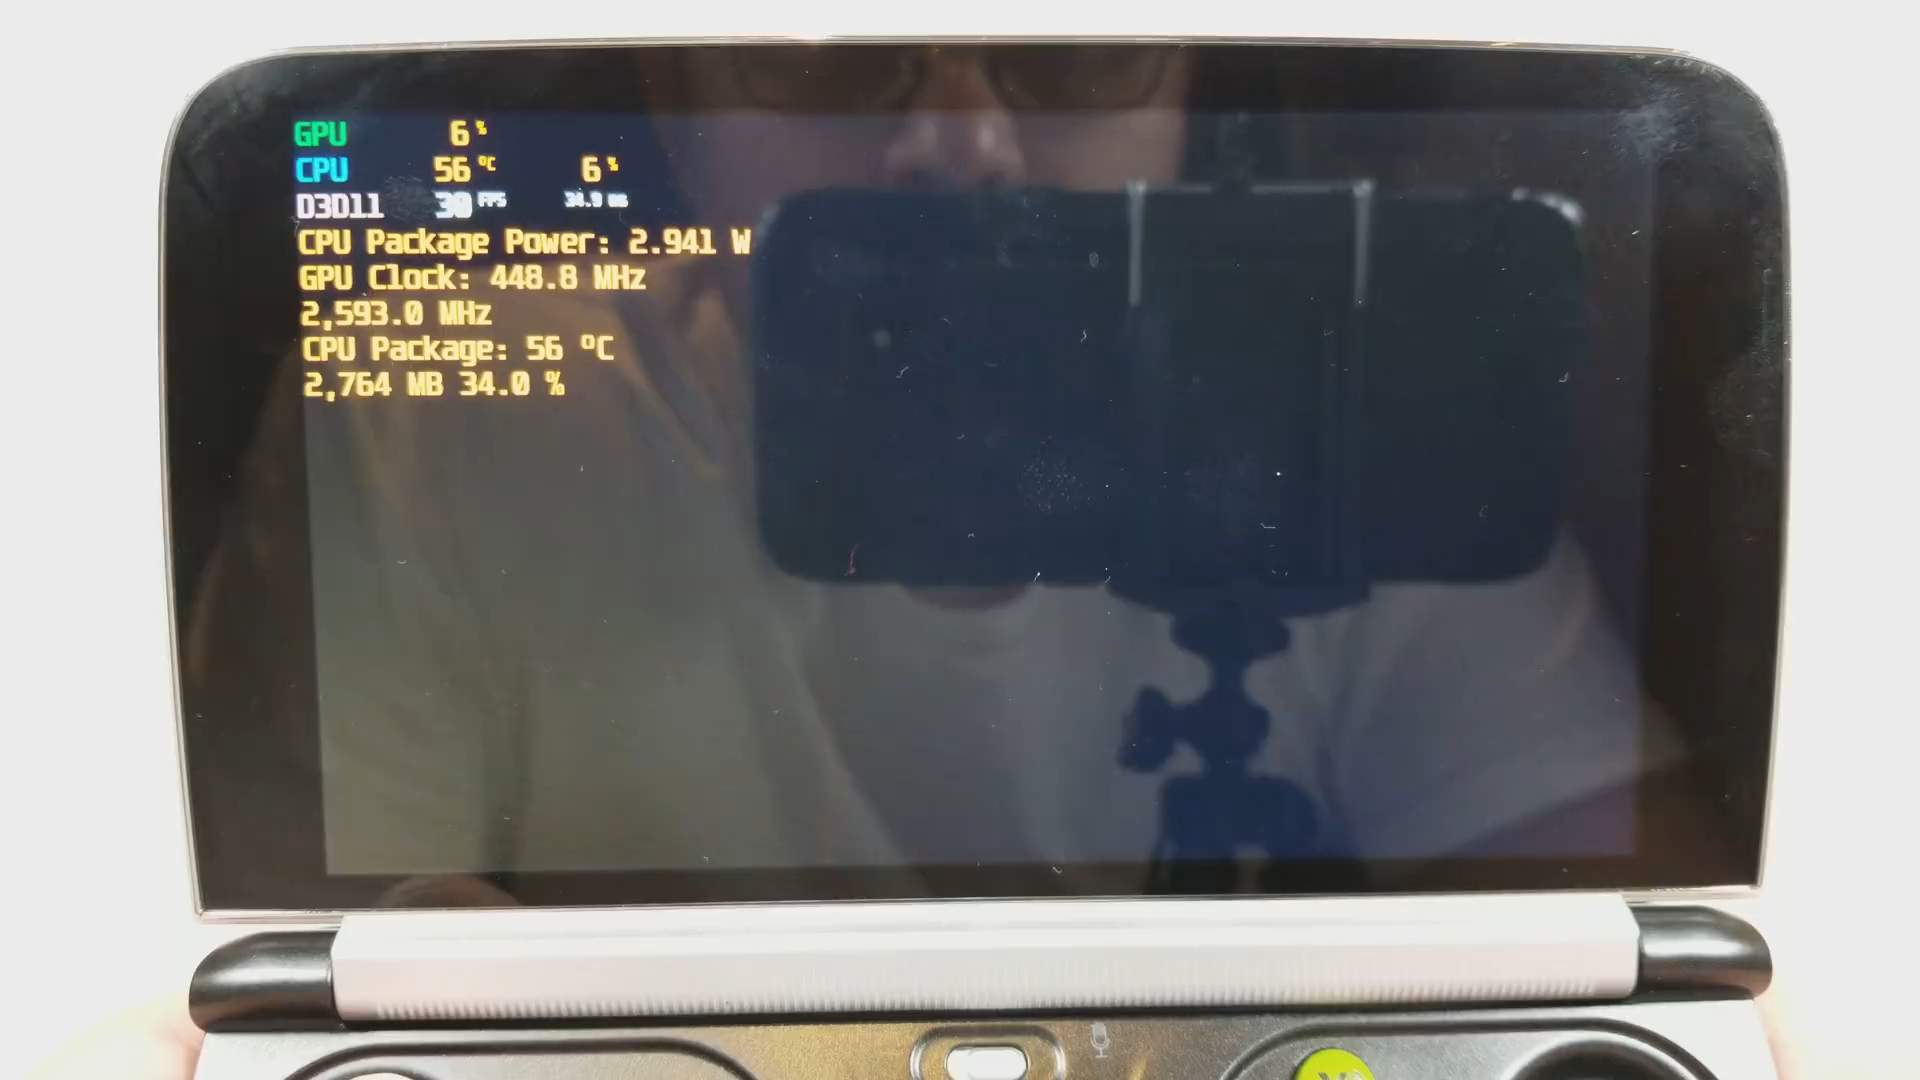 GPU 6 %
CPU 56 °C 6 %
D3D11 30 FPS 34.9 ms
CPU Package Power: 2.941 W
GPU Clock: 448.8 MHz
2,593.0 MHz
CPU Package: 56 ºC
2,764 MB 34.0 %